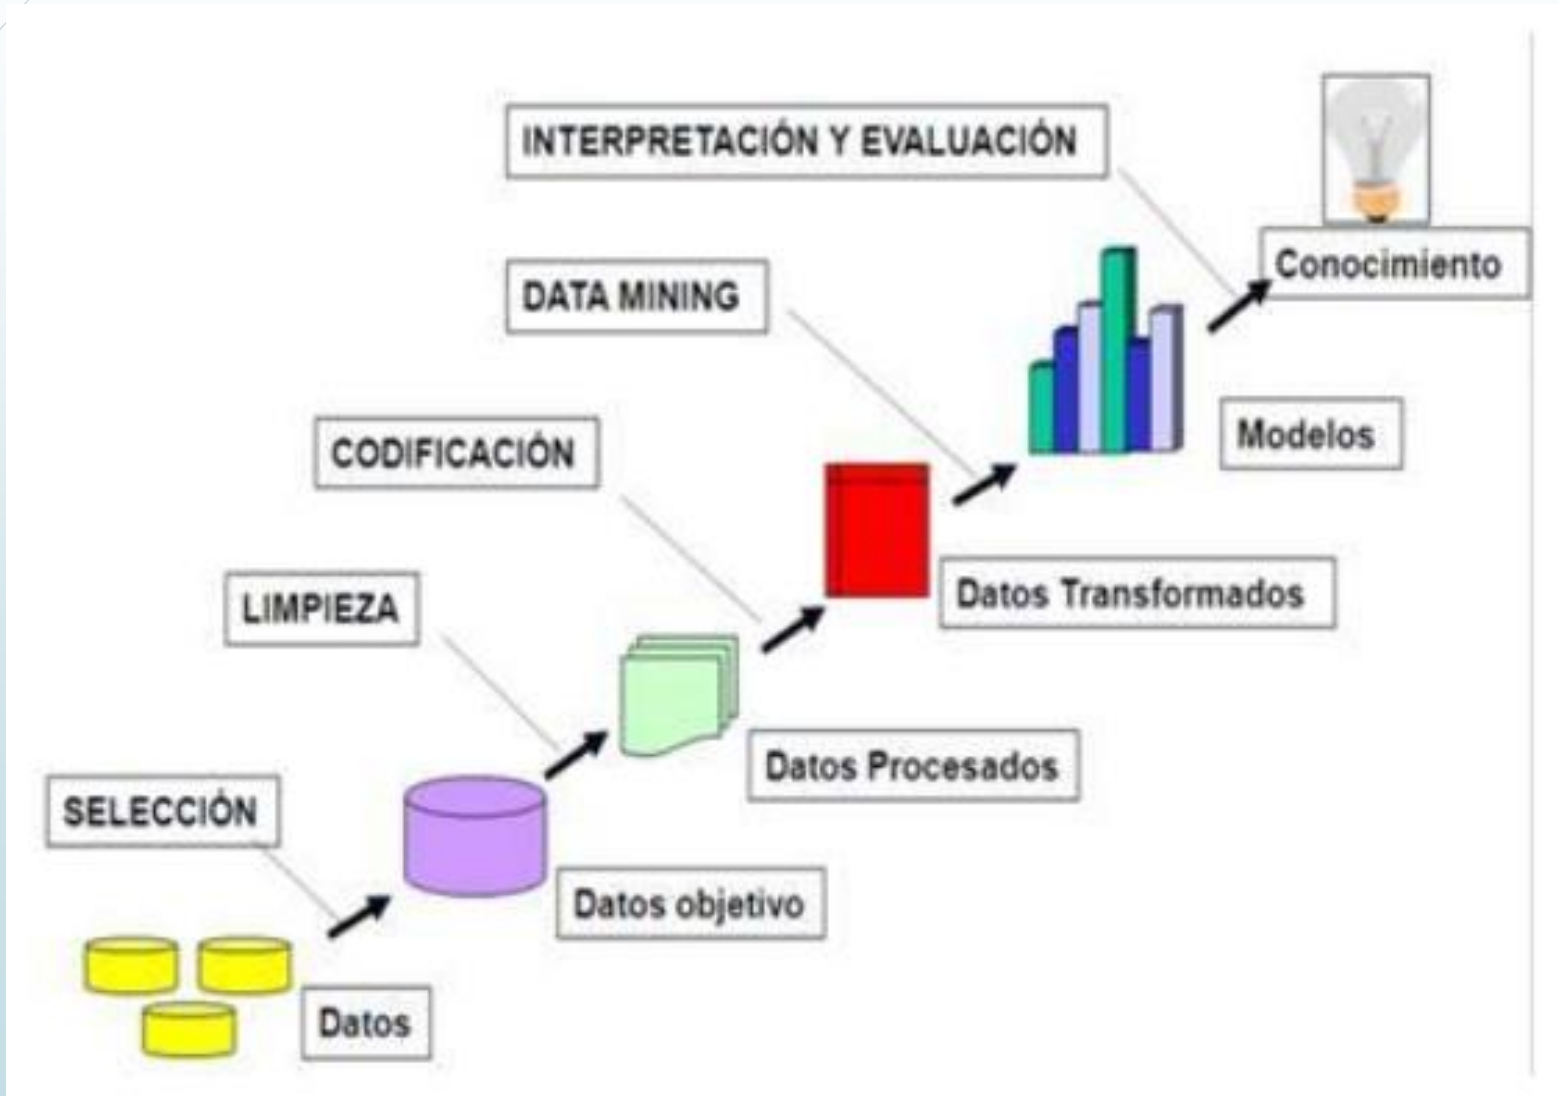 INTERPRETACIÓN Y EVALUACIÓN
Conocimiento
DATA MINING
Modelos
CODIFICACIÓN
Datos Transformados
LIMPIEZA
Datos Procesados
SELECCIÓN
Datos objetivo
Datos